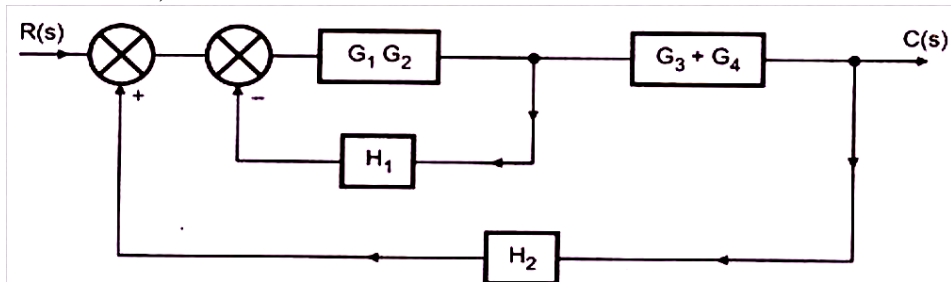 R(s)
G₁ G₂
G₃ + G₄
C(s)
+
−
H₁
H₂